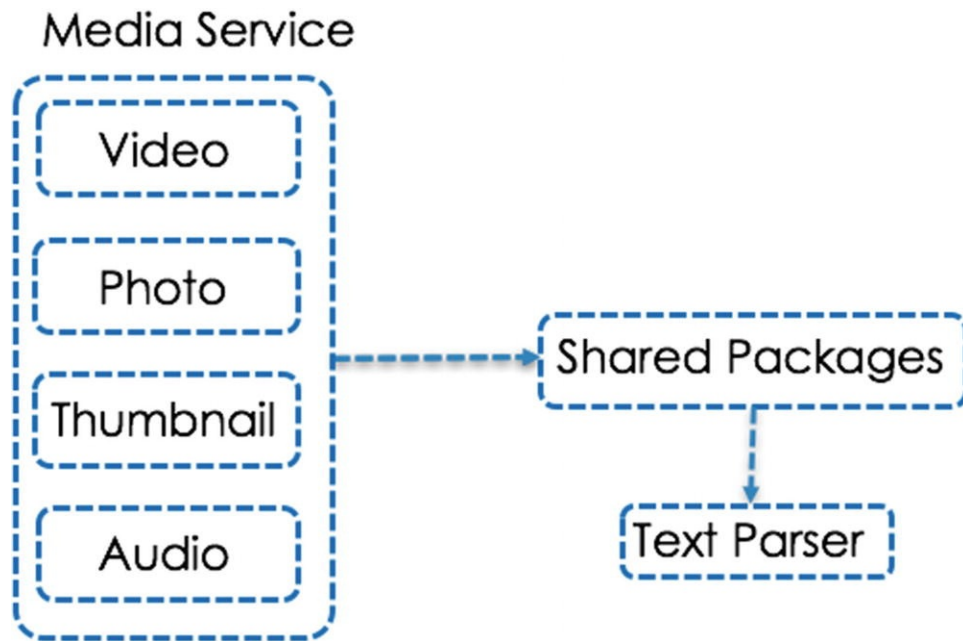 Media Service
Video
Photo
Thumbnail
Audio
Shared Packages
Text Parser